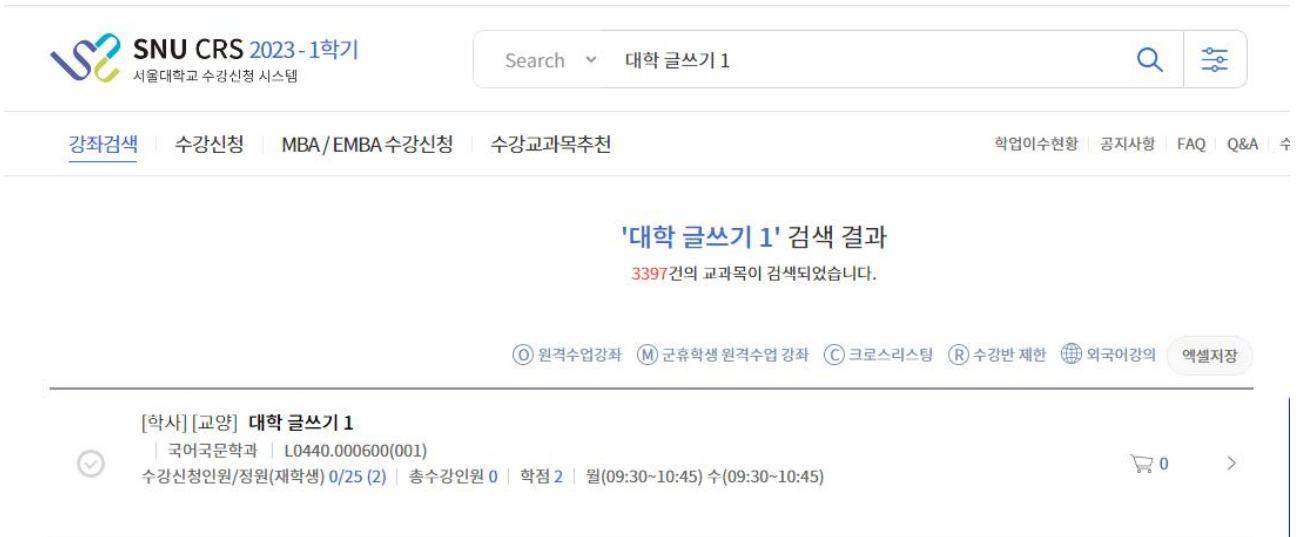 SNU CRS 2023-1학기
서울대학교 수강신청 시스템
Search 대학 글쓰기 1
강좌검색 수강신청 MBA / EMBA 수강신청 수강교과목추천 학업이수현황 공지사항 FAQ Q&A 수
'대학 글쓰기 1' 검색 결과
3397건의 교과목이 검색되었습니다.
O 원격수업강좌 M 군휴학생 원격수업 강좌 C 크로스리스팅 R 수강반 제한 외국어강의 엑셀저장
[학사] [교양] 대학 글쓰기 1
국어국문학과 L0440.000600(001)
수강신청인원/정원(재학생) 0/25 (2) 총수강인원 0 학점 2 월(09:30~10:45) 수(09:30~10:45)
0